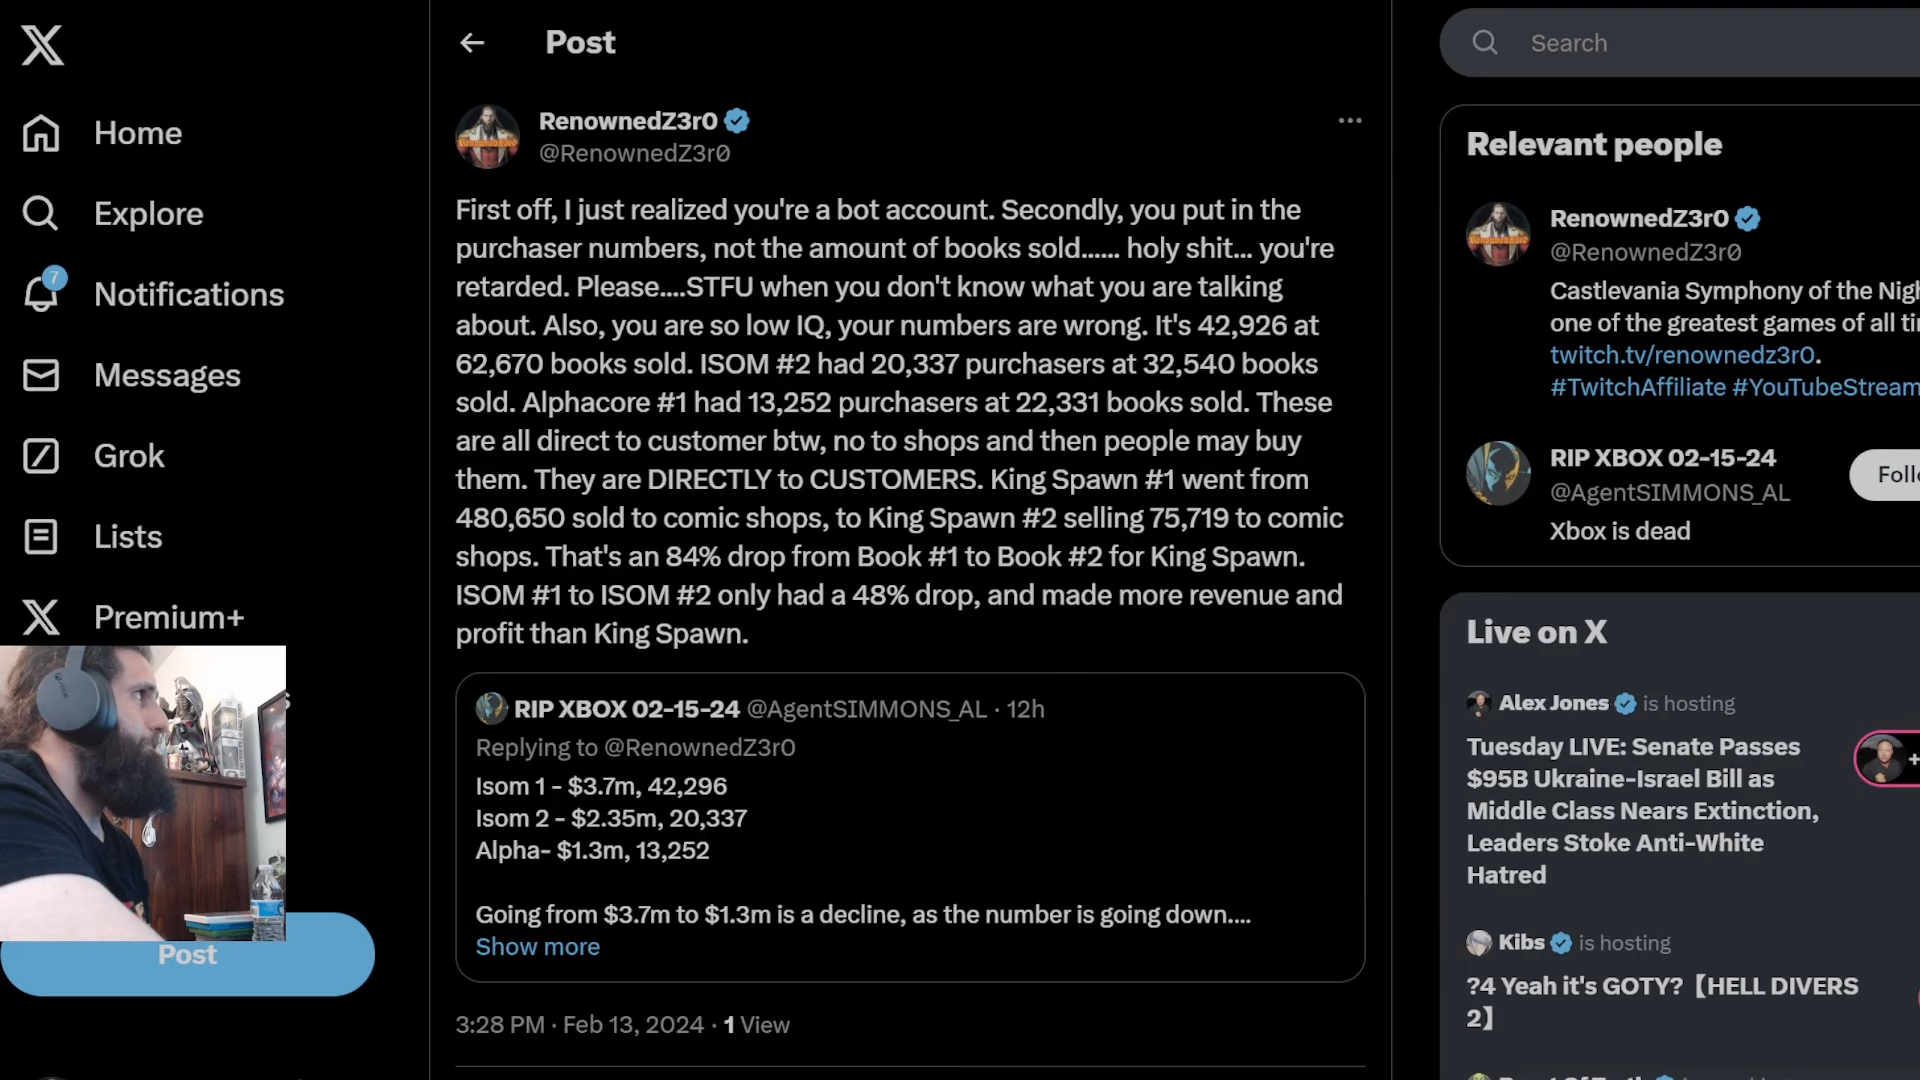 Home
Explore
7
Notifications
Messages
Grok
Lists
Premium+
Post
Post
RenownedZ3r0
@RenownedZ3r0
First off, I just realized you're a bot account. Secondly, you put in the
purchaser numbers, not the amount of books sold...... holy shit... you're
retarded. Please....STFU when you don't know what you are talking
about. Also, you are so low IQ, your numbers are wrong. It's 42,926 at
62,670 books sold. ISOM #2 had 20,337 purchasers at 32,540 books
sold. Alphacore #1 had 13,252 purchasers at 22,331 books sold. These
are all direct to customer btw, no to shops and then people may buy
them. They are DIRECTLY to CUSTOMERS. King Spawn #1 went from
480,650 sold to comic shops, to King Spawn #2 selling 75,719 to comic
shops. That's an 84% drop from Book #1 to Book #2 for King Spawn.
ISOM #1 to ISOM #2 only had a 48% drop, and made more revenue and
profit than King Spawn.
RIP XBOX 02-15-24 @AgentSIMMONS_AL · 12h
Replying to @RenownedZ3r0
Isom 1 - $3.7m, 42,296
Isom 2 - $2.35m, 20,337
Alpha- $1.3m, 13,252
Going from $3.7m to $1.3m is a decline, as the number is going down....
Show more
3:28 PM · Feb 13, 2024 · 1 View
Search
Relevant people
RenownedZ3r0
@RenownedZ3r0
Castlevania Symphony of the Nigh
one of the greatest games of all ti
twitch.tv/renownedz3r0.
#TwitchAffiliate #YouTubeStream
RIP XBOX 02-15-24
@AgentSIMMONS_AL
Follo
Xbox is dead
Live on X
Alex Jones is hosting
Tuesday LIVE: Senate Passes
$95B Ukraine-Israel Bill as
Middle Class Nears Extinction,
Leaders Stoke Anti-White
Hatred
Kibs is hosting
?4 Yeah it's GOTY?【HELL DIVERS
2】